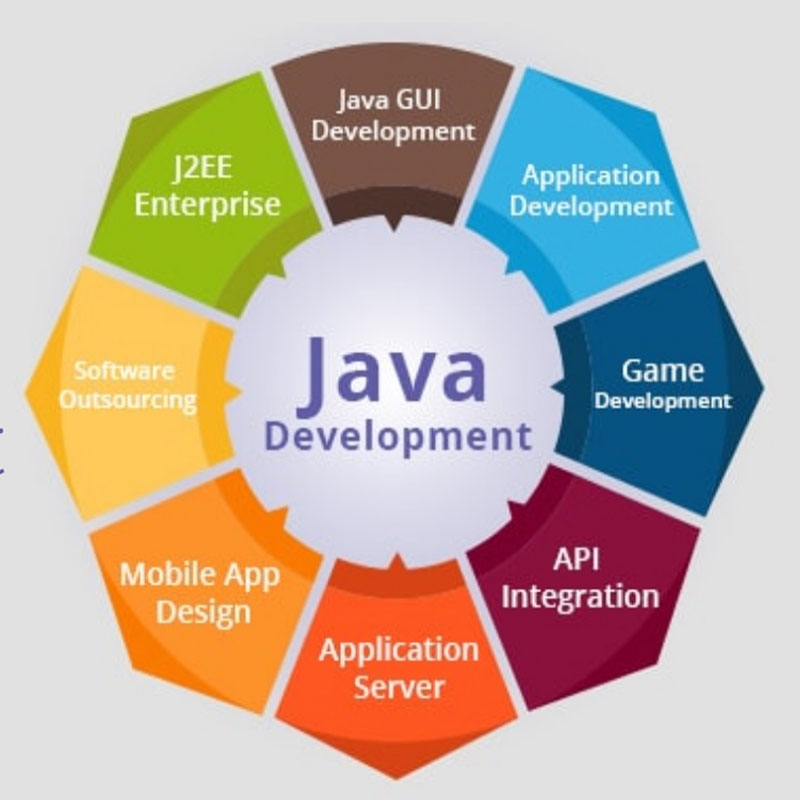 Java GUI
Development
Application
Development
Game
Development
API
Integration
Application
Server
Mobile App
Design
Software
Outsourcing
J2EE
Enterprise
Java
Development